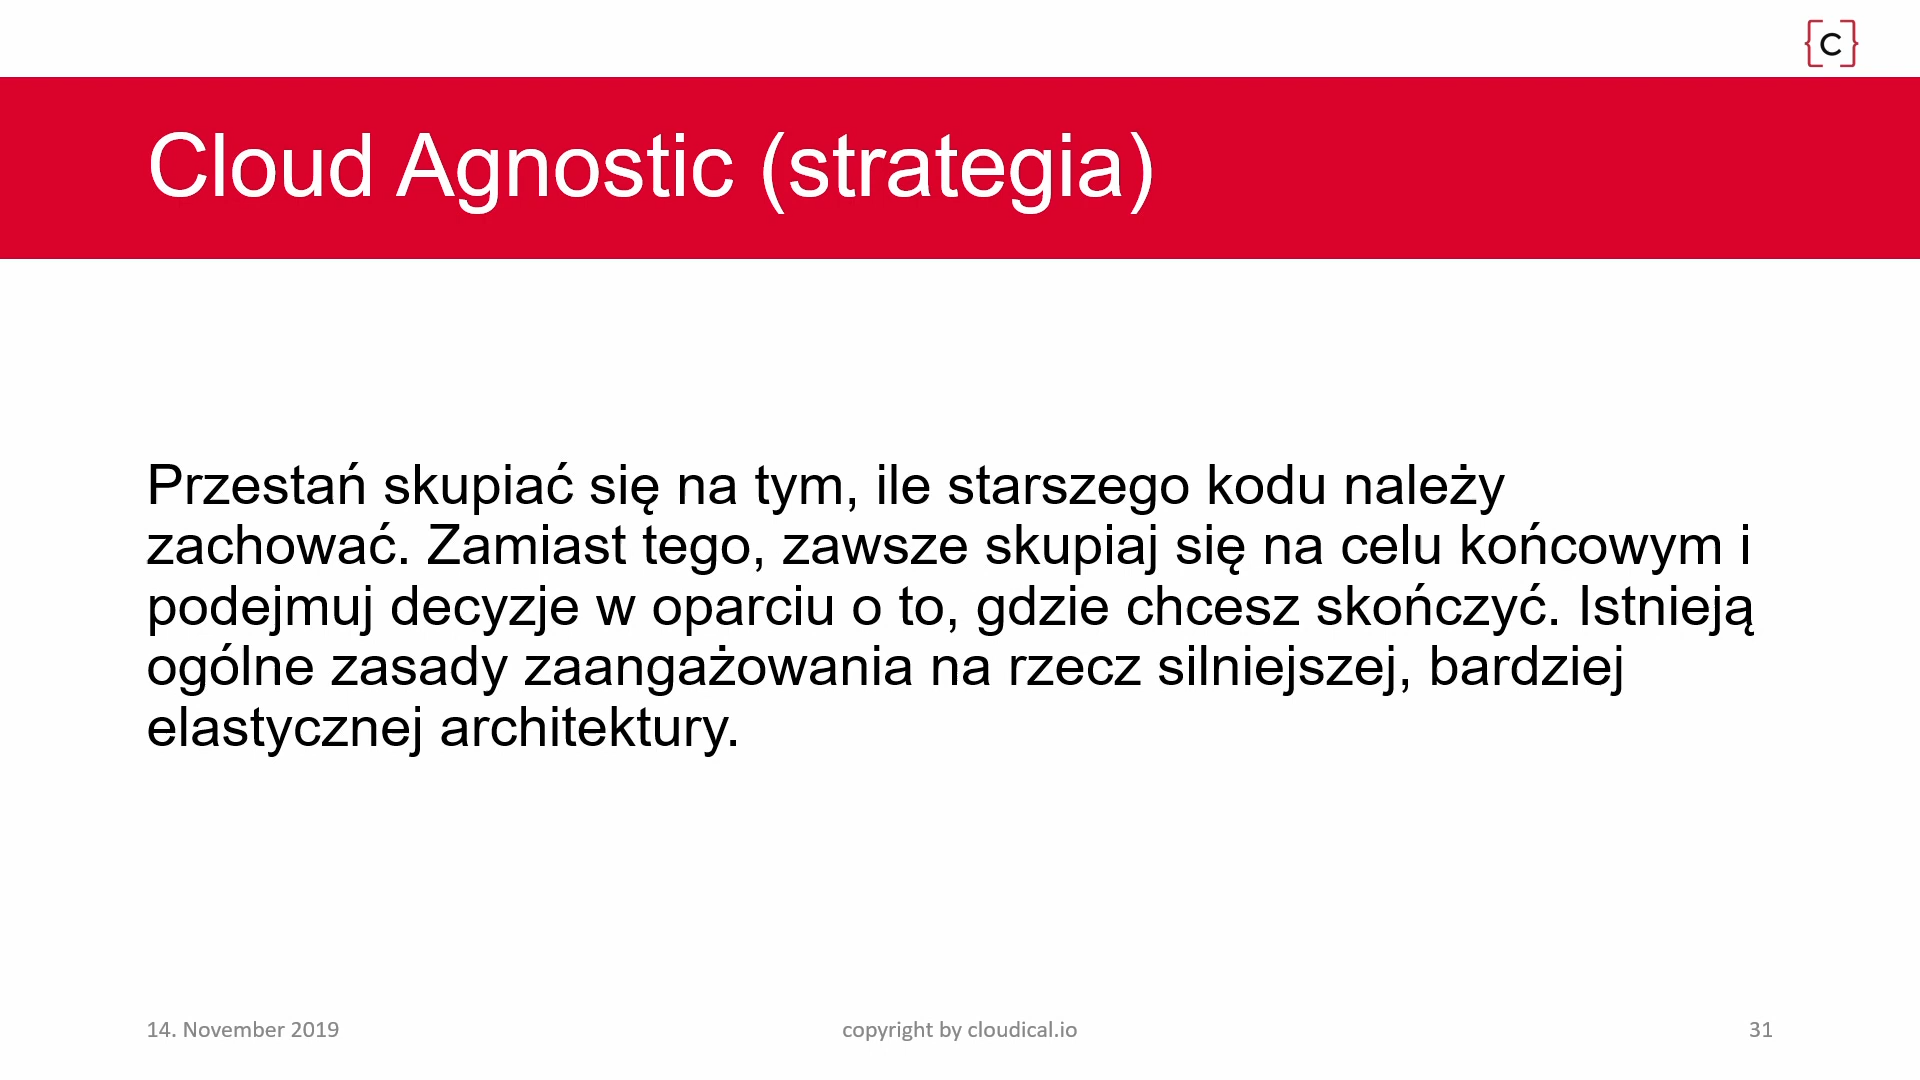 {C}
Cloud Agnostic (strategia)
Przestań skupiać się na tym, ile starszego kodu należy
zachować. Zamiast tego, zawsze skupiaj się na celu końcowym i
podejmuj decyzje w oparciu o to, gdzie chcesz skończyć. Istnieją
ogólne zasady zaangażowania na rzecz silniejszej, bardziej
elastycznej architektury.
14. November 2019
copyright by cloudical.io
31